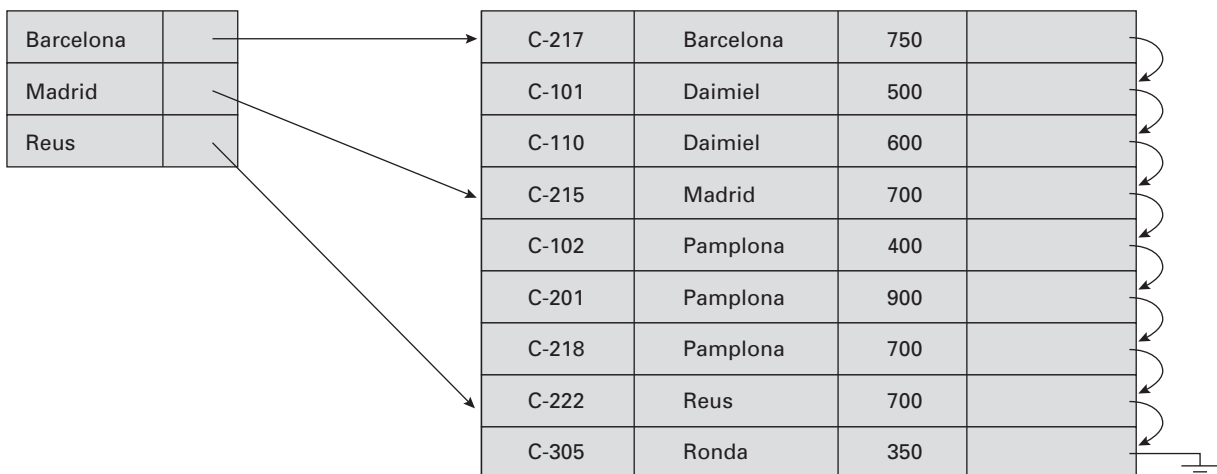 Barcelona
Madrid
Reus
C-217 Barcelona 750
C-101 Daimiel 500
C-110 Daimiel 600
C-215 Madrid 700
C-102 Pamplona 400
C-201 Pamplona 900
C-218 Pamplona 700
C-222 Reus 700
C-305 Ronda 350